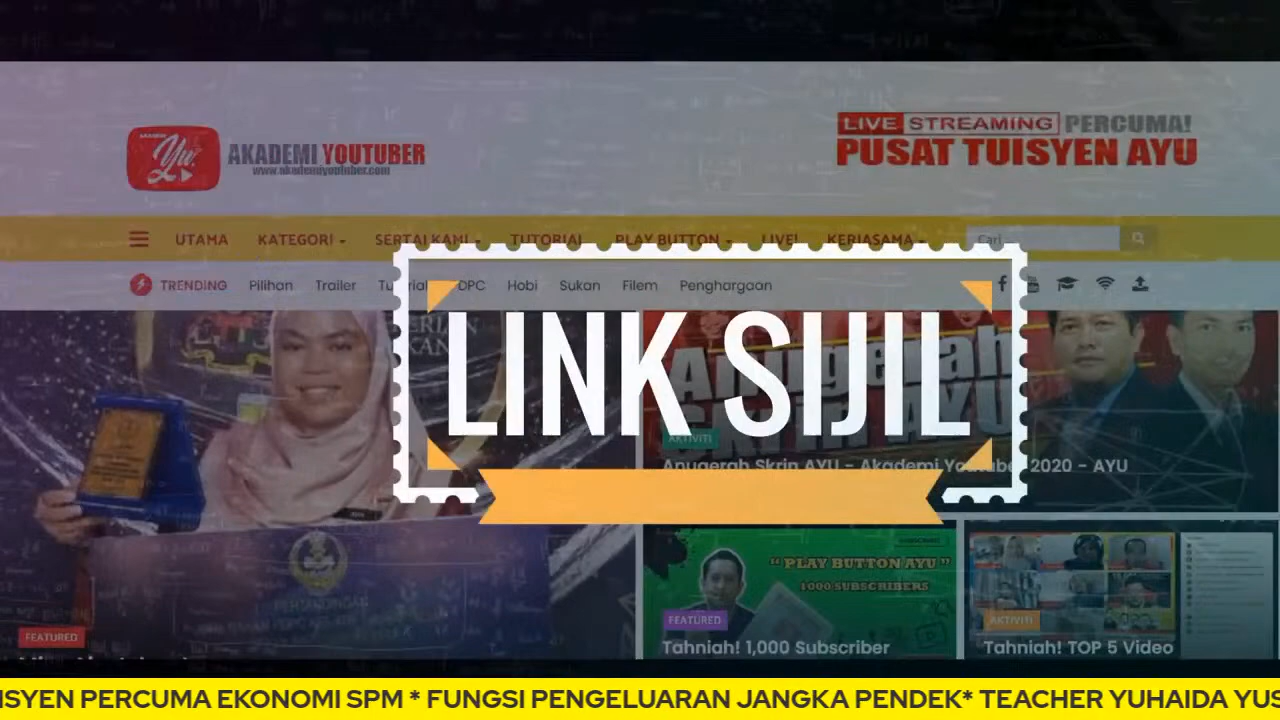 AKADEMI YOUTUBER
www.akademiyoutuber.com
LIVE STREAMING PERCUMA!
PUSAT TUISYEN AYU
UTAMA KATEGORI SERTAI KAMI TUTORIAL PLAY BUTTON LIVE! KERJASAMA Cari
TRENDING Pilihan Trailer DPC Hobi Sukan Filem Penghargaan
LINK SIJIL
Anugerah
AKTIVITI
Anugerah Skrin AYU - Akademi Youtuber 2020 - AYU
" PLAY BUTTON AYU "
1000 SUBSCRIBERS
FEATURED
Tahniah! 1,000 Subscriber
AKTIVITI
Tahniah! TOP 5 Video
FEATURED
PERTANDINGAN
ISYEN PERCUMA EKONOMI SPM * FUNGSI PENGELUARAN JANGKA PENDEK* TEACHER YUHAIDA YUS